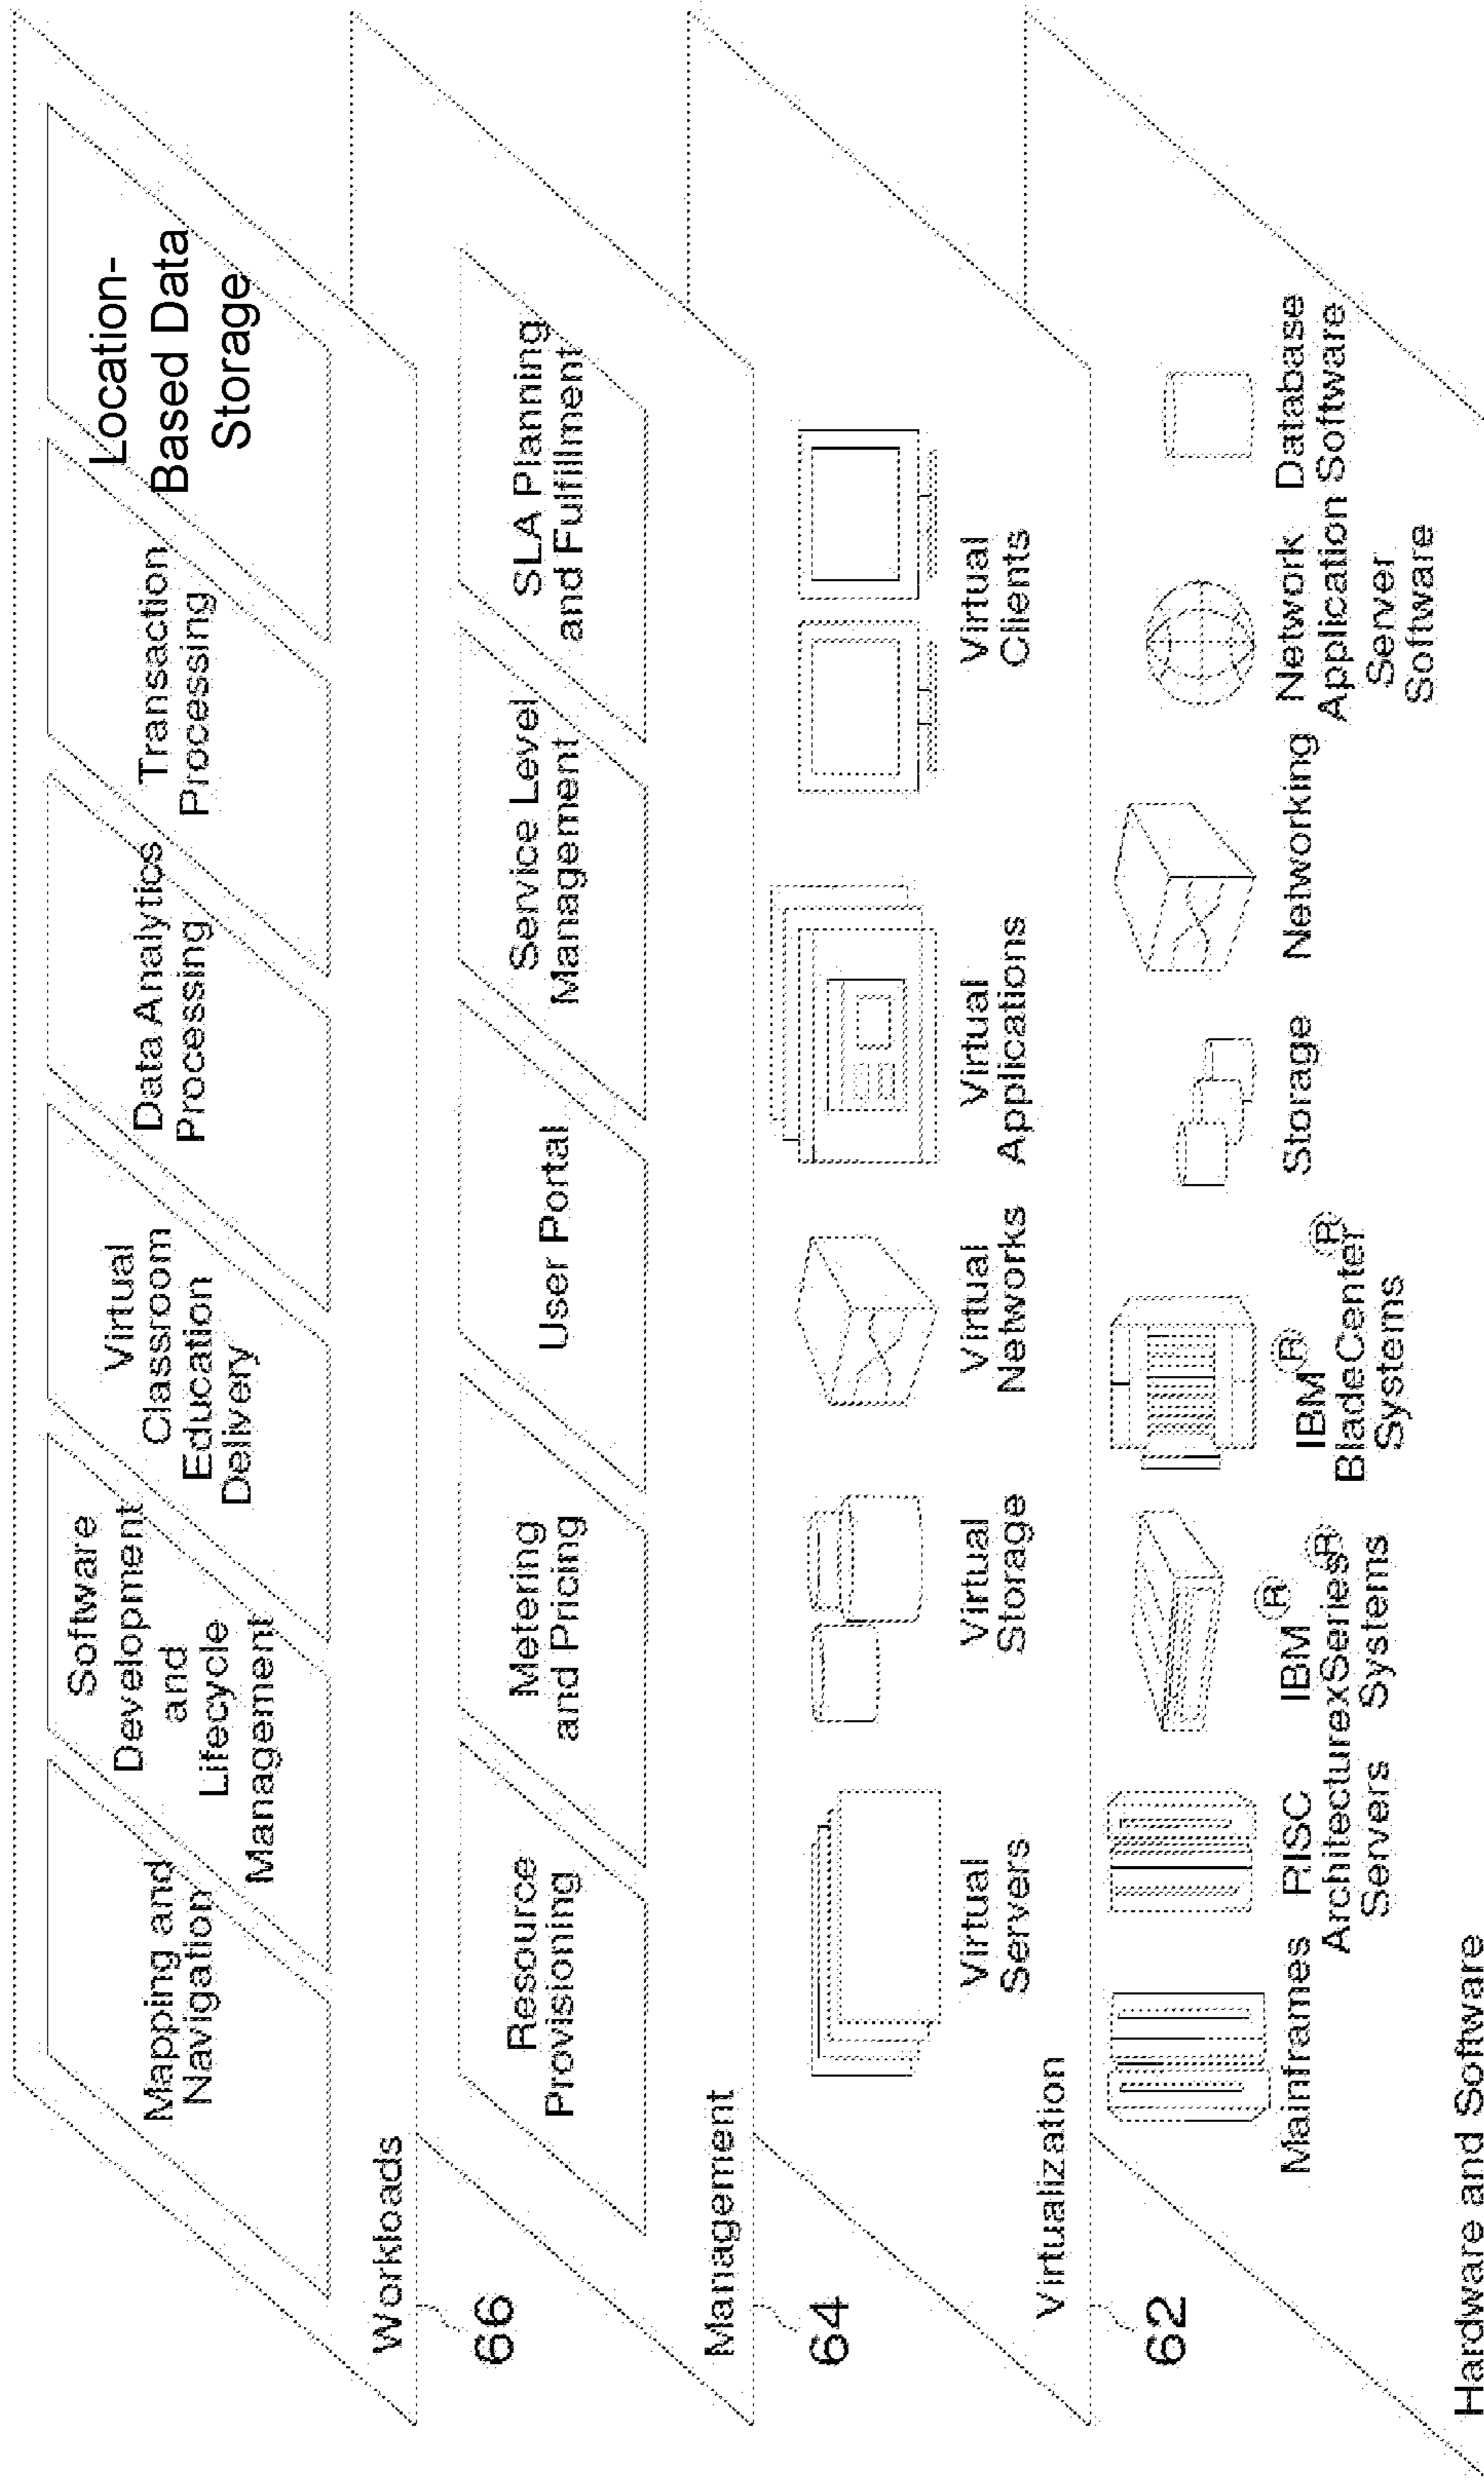 Mapping and
Navigation
Software
Development
and
Lifecycle
Management
Virtual
Classroom
Education
Delivery
Data Analytics
Processing
Transaction
Processing
Location-
Based Data
Storage
Workloads
66
Resource
Provisioning
Metering
and Pricing
User Portal
Service Level
Management
SLA Planning
and Fulfillment
Management
64
Virtual
Servers
Virtual
Storage
Virtual
Networks
Virtual
Applications
Virtual
Clients
Virtualization
62
Mainframes
RISC
Architecture
Servers
IBM®
xSeries®
Systems
IBM®
BladeCenter®
Systems
Storage
Networking
Network
Application
Server
Software
Database
Software
Hardware and Software